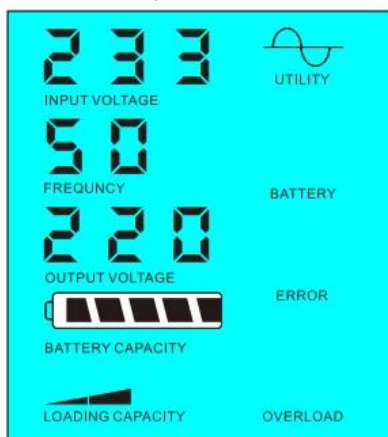 233
UTILITY
INPUT VOLTAGE
50
FREQUNCY
BATTERY
220
OUTPUT VOLTAGE
ERROR
BATTERY CAPACITY
LOADING CAPACITY
OVERLOAD